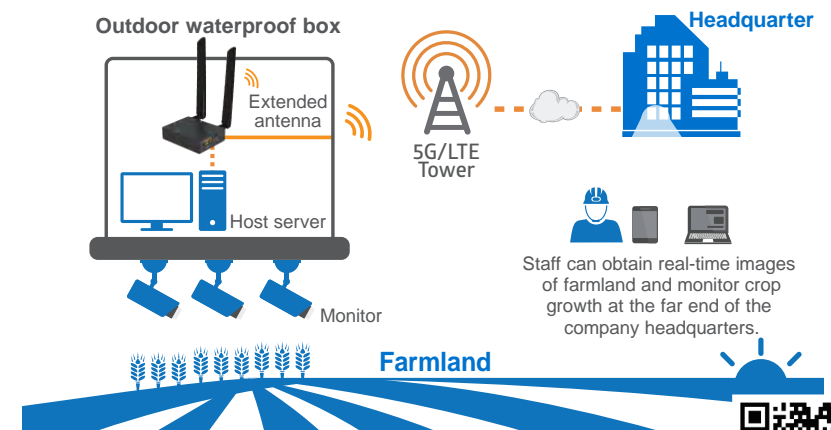 Outdoor waterproof box
Headquarter
Extended
antenna
5G/LTE
Tower
Host server
Monitor
Staff can obtain real-time images
of farmland and monitor crop
growth at the far end of the
company headquarters.
Farmland